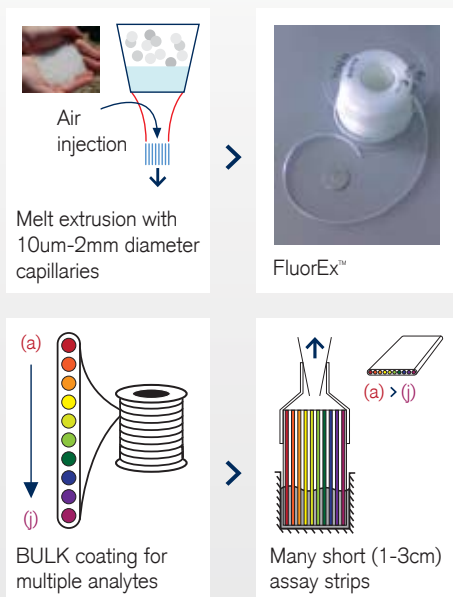 Air
injection
Melt extrusion with
10um-2mm diameter
capillaries
FluorEx™
(a)
(j)
BULK coating for
multiple analytes
(a) > (j)
Many short (1-3cm)
assay strips